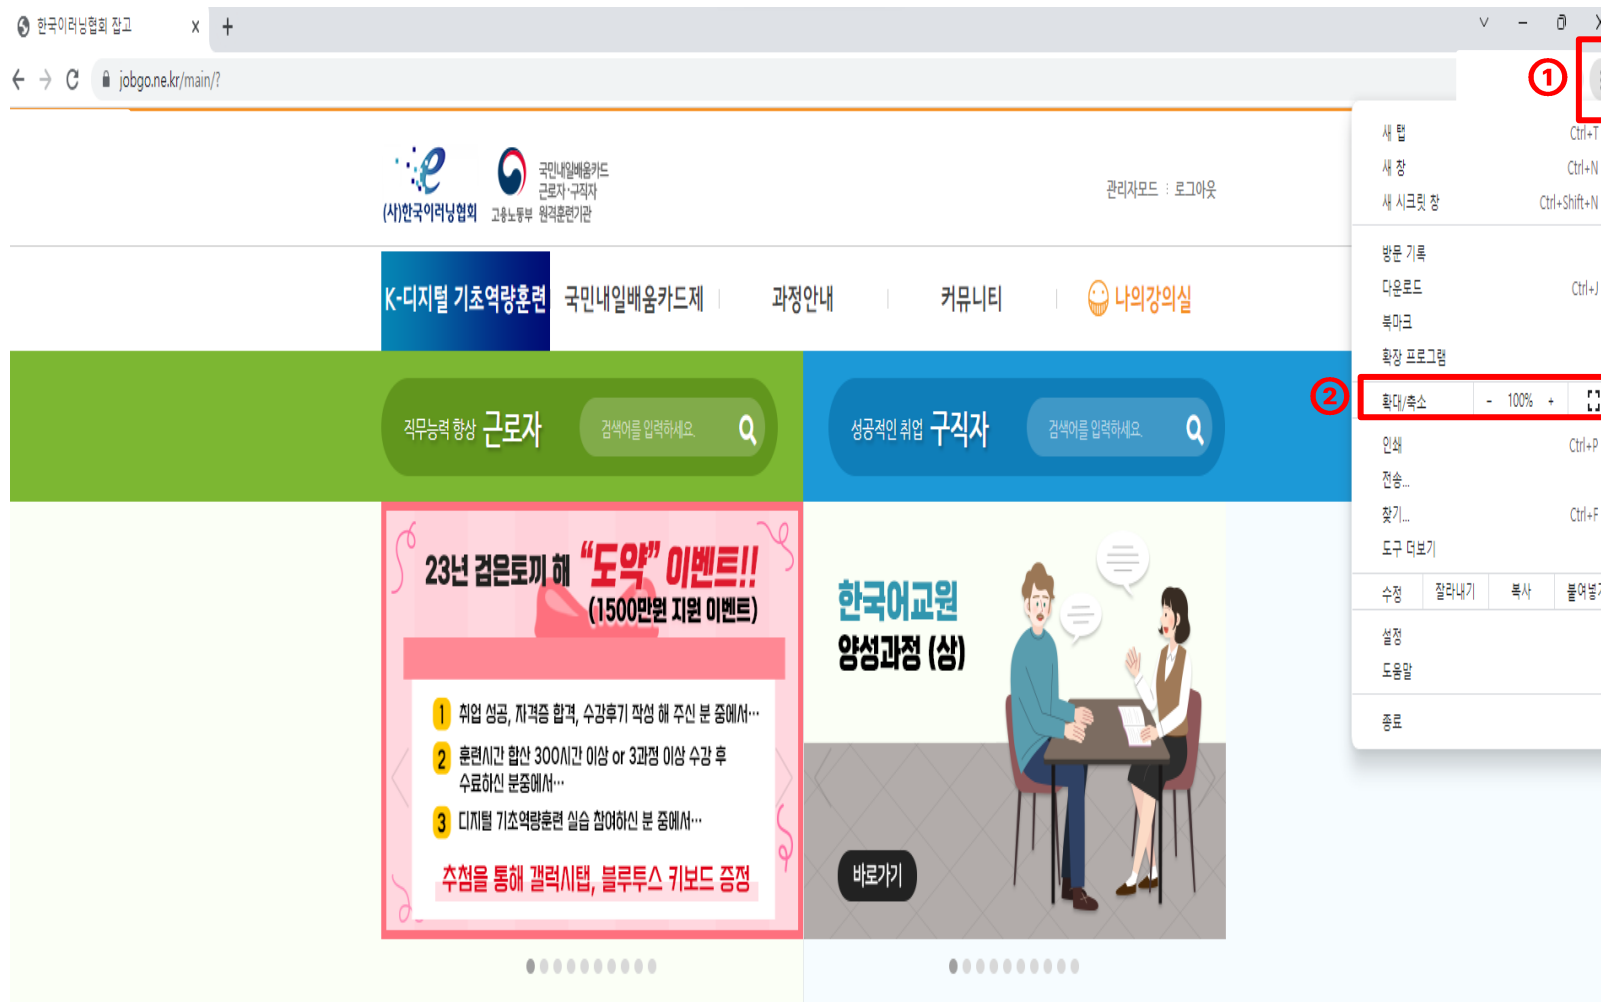 한국이러닝협회 잡고
jobgo.ne.kr/main/?
①
새 탭 Ctrl+T
새 창 Ctrl+N
새 시크릿 창 Ctrl+Shift+N
방문 기록
다운로드 Ctrl+J
북마크
확장 프로그램
②
확대/축소 - 100% +
인쇄 Ctrl+P
전송...
찾기... Ctrl+F
도구 더보기
수정 잘라내기 복사 붙여넣기
설정
도움말
종료
(사)한국이러닝협회
고용노동부
국민내일배움카드
근로자·구직자
원격훈련기관
관리자모드 : 로그아웃
K-디지털 기초역량훈련 국민내일배움카드제 과정안내 커뮤니티 나의강의실
직무능력 향상 근로자 검색어를 입력하세요.
성공적인 취업 구직자 검색어를 입력하세요.
23년 검은토끼 해 “도약” 이벤트!!
(1500만원 지원 이벤트)
1 취업 성공, 자격증 합격, 수강후기 작성 해 주신 분 중에서…
2 훈련시간 합산 300시간 이상 or 3과정 이상 수강 후
수료하신 분중에서…
3 디지털 기초역량훈련 실습 참여하신 분 중에서…
추첨을 통해 갤럭시탭, 블루투스 키보드 증정
한국어교원
양성과정 (상)
바로가기